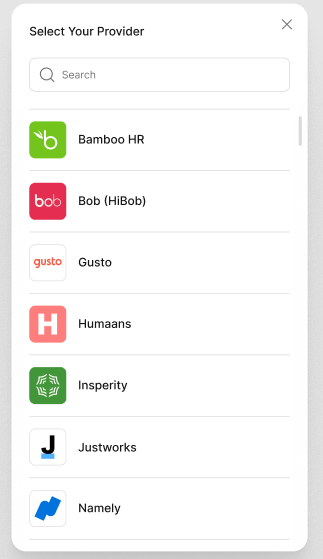 Select Your Provider
Search
b
Bamboo HR
bob
Bob (HiBob)
gusto
Gusto
H
Humaans
Insperity
J
Justworks
Namely